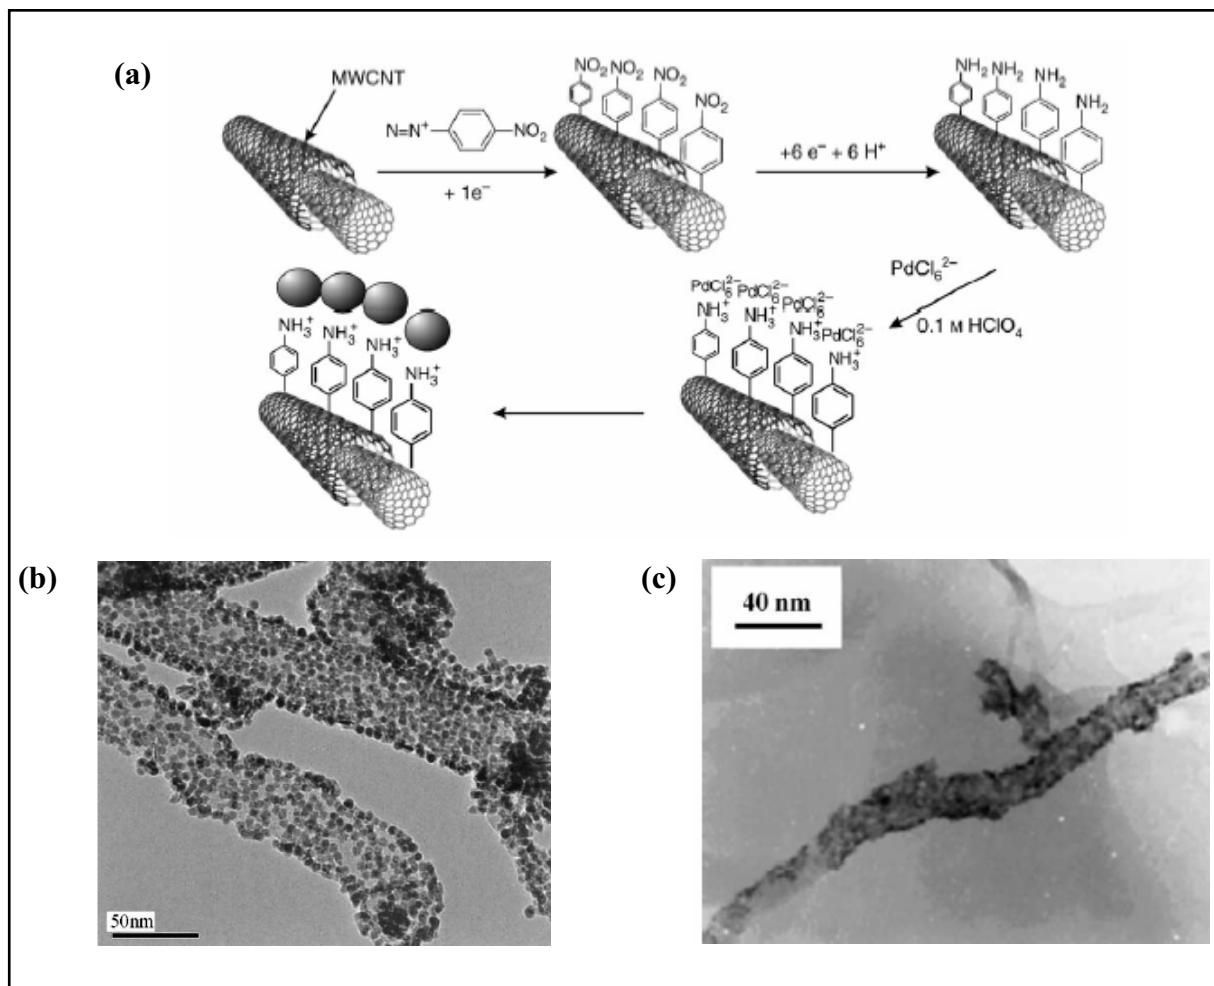 (a)
MWCNT
N=N⁺
NO₂
+ 1e⁻
NO₂ NO₂ NO₂ NO₂
+6 e⁻ + 6 H⁺
NH₂ NH₂ NH₂ NH₂
PdCl₆²⁻
0.1 M HClO₄
PdCl₆²⁻ PdCl₆²⁻ PdCl₆²⁻ PdCl₆²⁻
NH₃⁺ NH₃⁺ NH₃⁺ NH₃⁺
NH₃⁺ NH₃⁺ NH₃⁺ NH₃⁺
(b)
50nm
(c)
40 nm